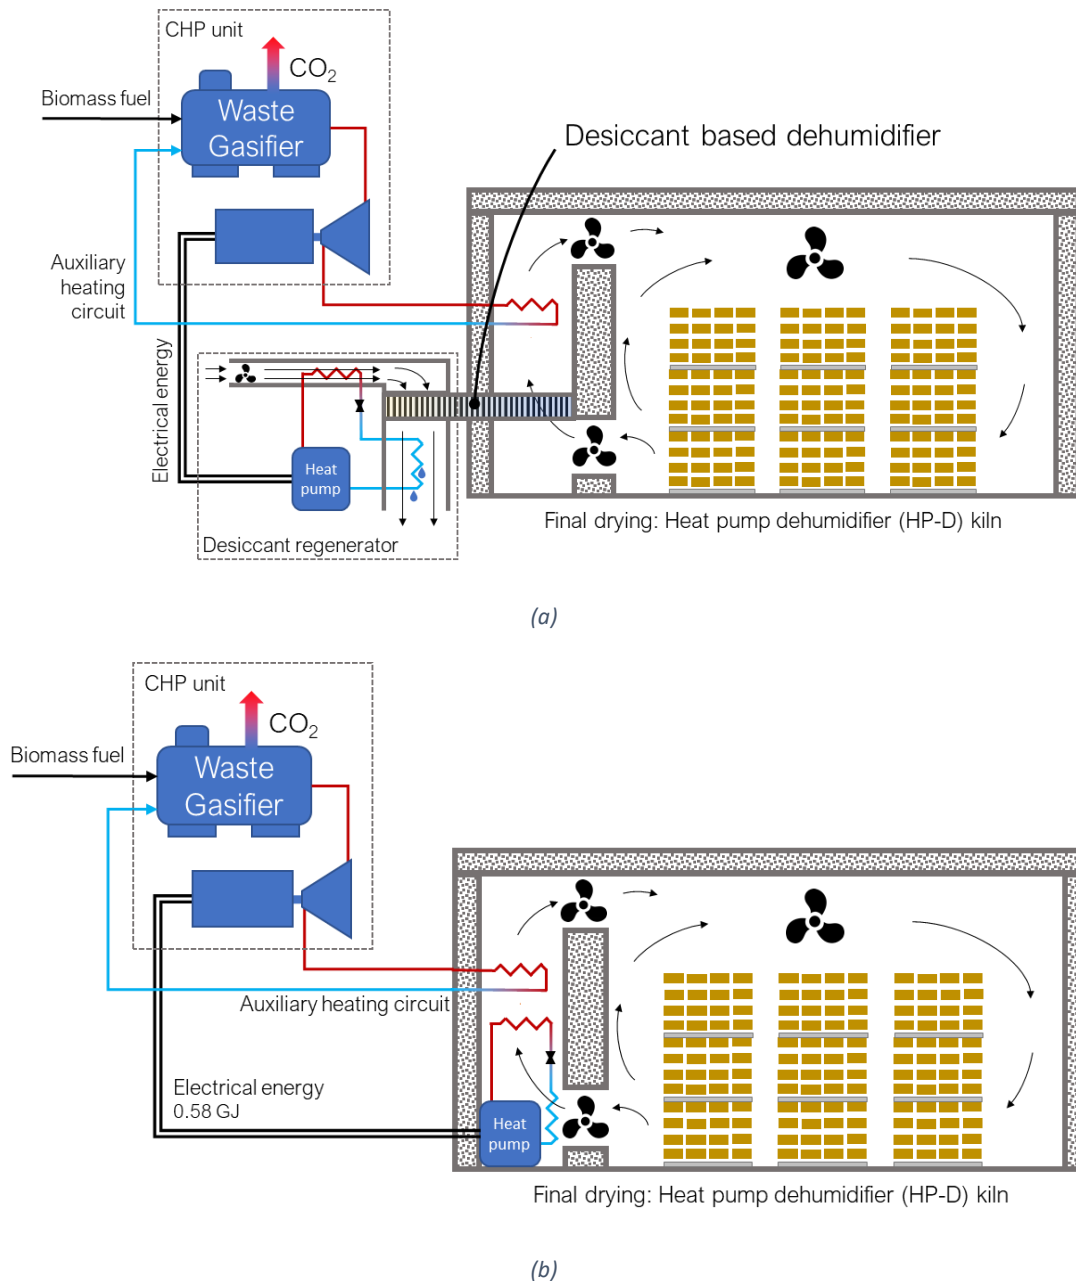 CHP unit
CO2
Biomass fuel
Waste
Gasifier
Desiccant based dehumidifier
Auxiliary
heating
circuit
Electrical energy
Heat
pump
Desiccant regenerator
Final drying: Heat pump dehumidifier (HP-D) kiln
(a)
CHP unit
CO2
Biomass fuel
Waste
Gasifier
Auxiliary heating circuit
Electrical energy
0.58 GJ
Heat
pump
Final drying: Heat pump dehumidifier (HP-D) kiln
(b)